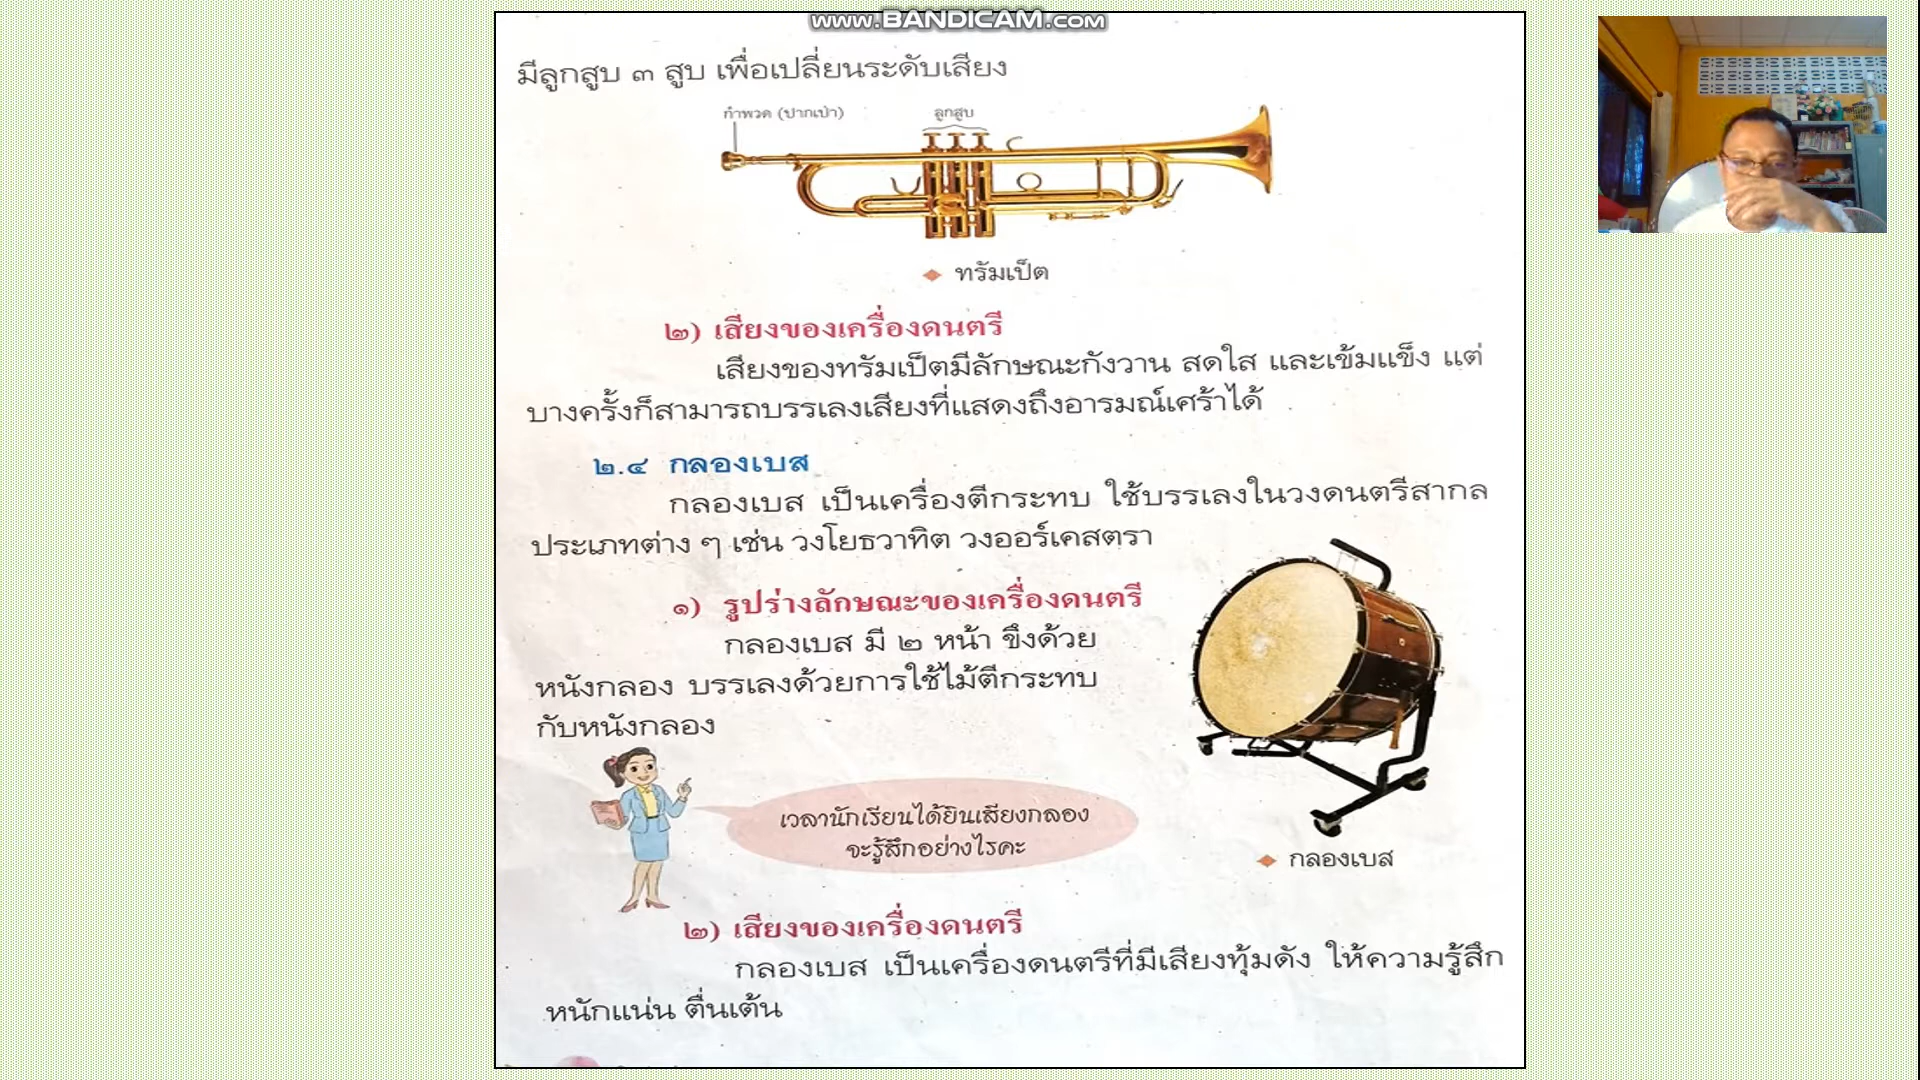 www.BANDICAM.com
มีลูกสูบ ๓ สูบ เพื่อเปลี่ยนระดับเสียง
กำพวด (ปากเป่า)
ลูกสูบ
ทรัมเป็ต
๒) เสียงของเครื่องดนตรี
เสียงของทรัมเป็ตมีลักษณะกังวาน สดใส และเข้มแข็ง แต่
บางครั้งก็สามารถบรรเลงเสียงที่แสดงถึงอารมณ์เศร้าได้
๒.๔ กลองเบส
กลองเบส เป็นเครื่องตีกระทบ ใช้บรรเลงในวงดนตรีสากล
ประเภทต่าง ๆ เช่น วงโยธวาทิต วงออร์เคสตรา
๑) รูปร่างลักษณะของเครื่องดนตรี
กลองเบส มี ๒ หน้า ขึงด้วย
หนังกลอง บรรเลงด้วยการใช้ไม้ตีกระทบ
กับหนังกลอง
เวลานักเรียนได้ยินเสียงกลอง
จะรู้สึกอย่างไรคะ
กลองเบส
๒) เสียงของเครื่องดนตรี
กลองเบส เป็นเครื่องดนตรีที่มีเสียงทุ้มดัง ให้ความรู้สึก
หนักแน่น ตื่นเต้น